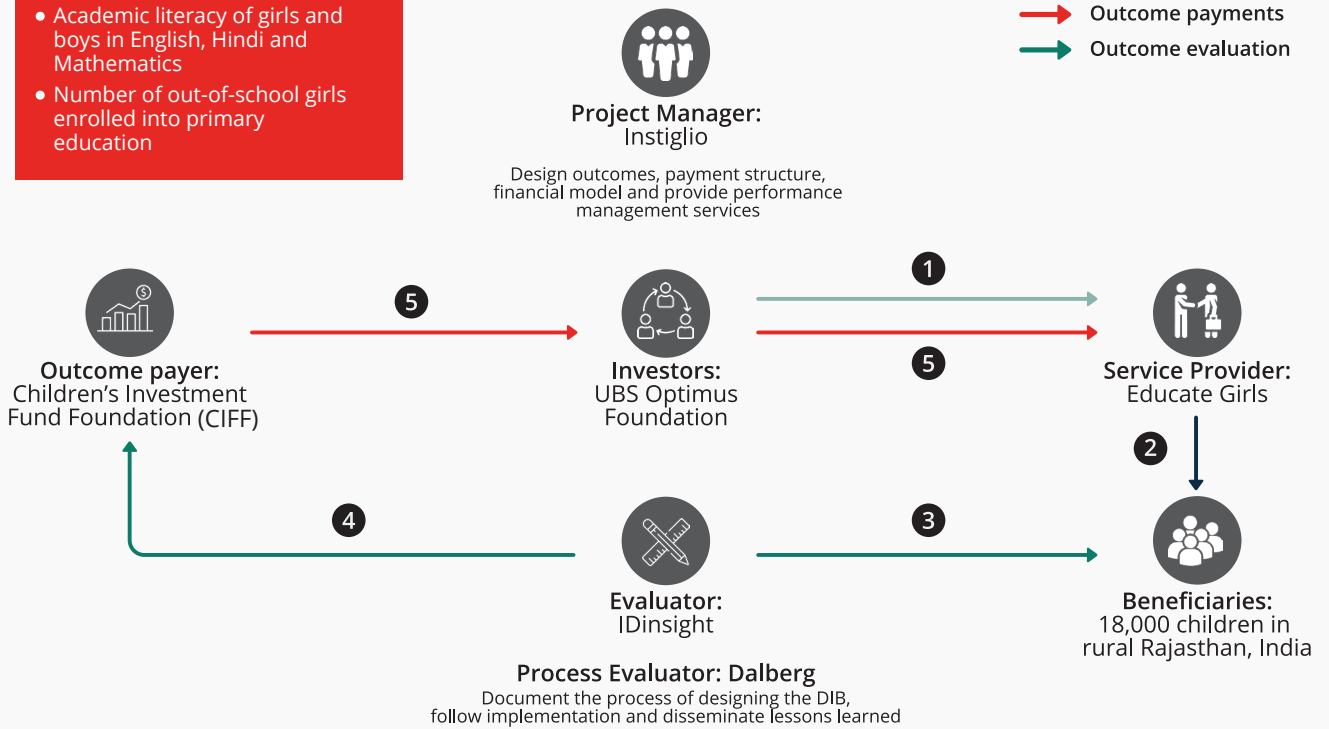 ● Academic literacy of girls and
boys in English, Hindi and
Mathematics
● Number of out-of-school girls
enrolled into primary
education
Outcome payments
Outcome evaluation
Project Manager:
Instiglio
Design outcomes, payment structure,
financial model and provide performance
management services
1
5
5
Outcome payer:
Children’s Investment
Fund Foundation (CIFF)
Investors:
UBS Optimus
Foundation
Service Provider:
Educate Girls
2
4
3
Evaluator:
IDinsight
Beneficiaries:
18,000 children in
rural Rajasthan, India
Process Evaluator: Dalberg
Document the process of designing the DIB,
follow implementation and disseminate lessons learned